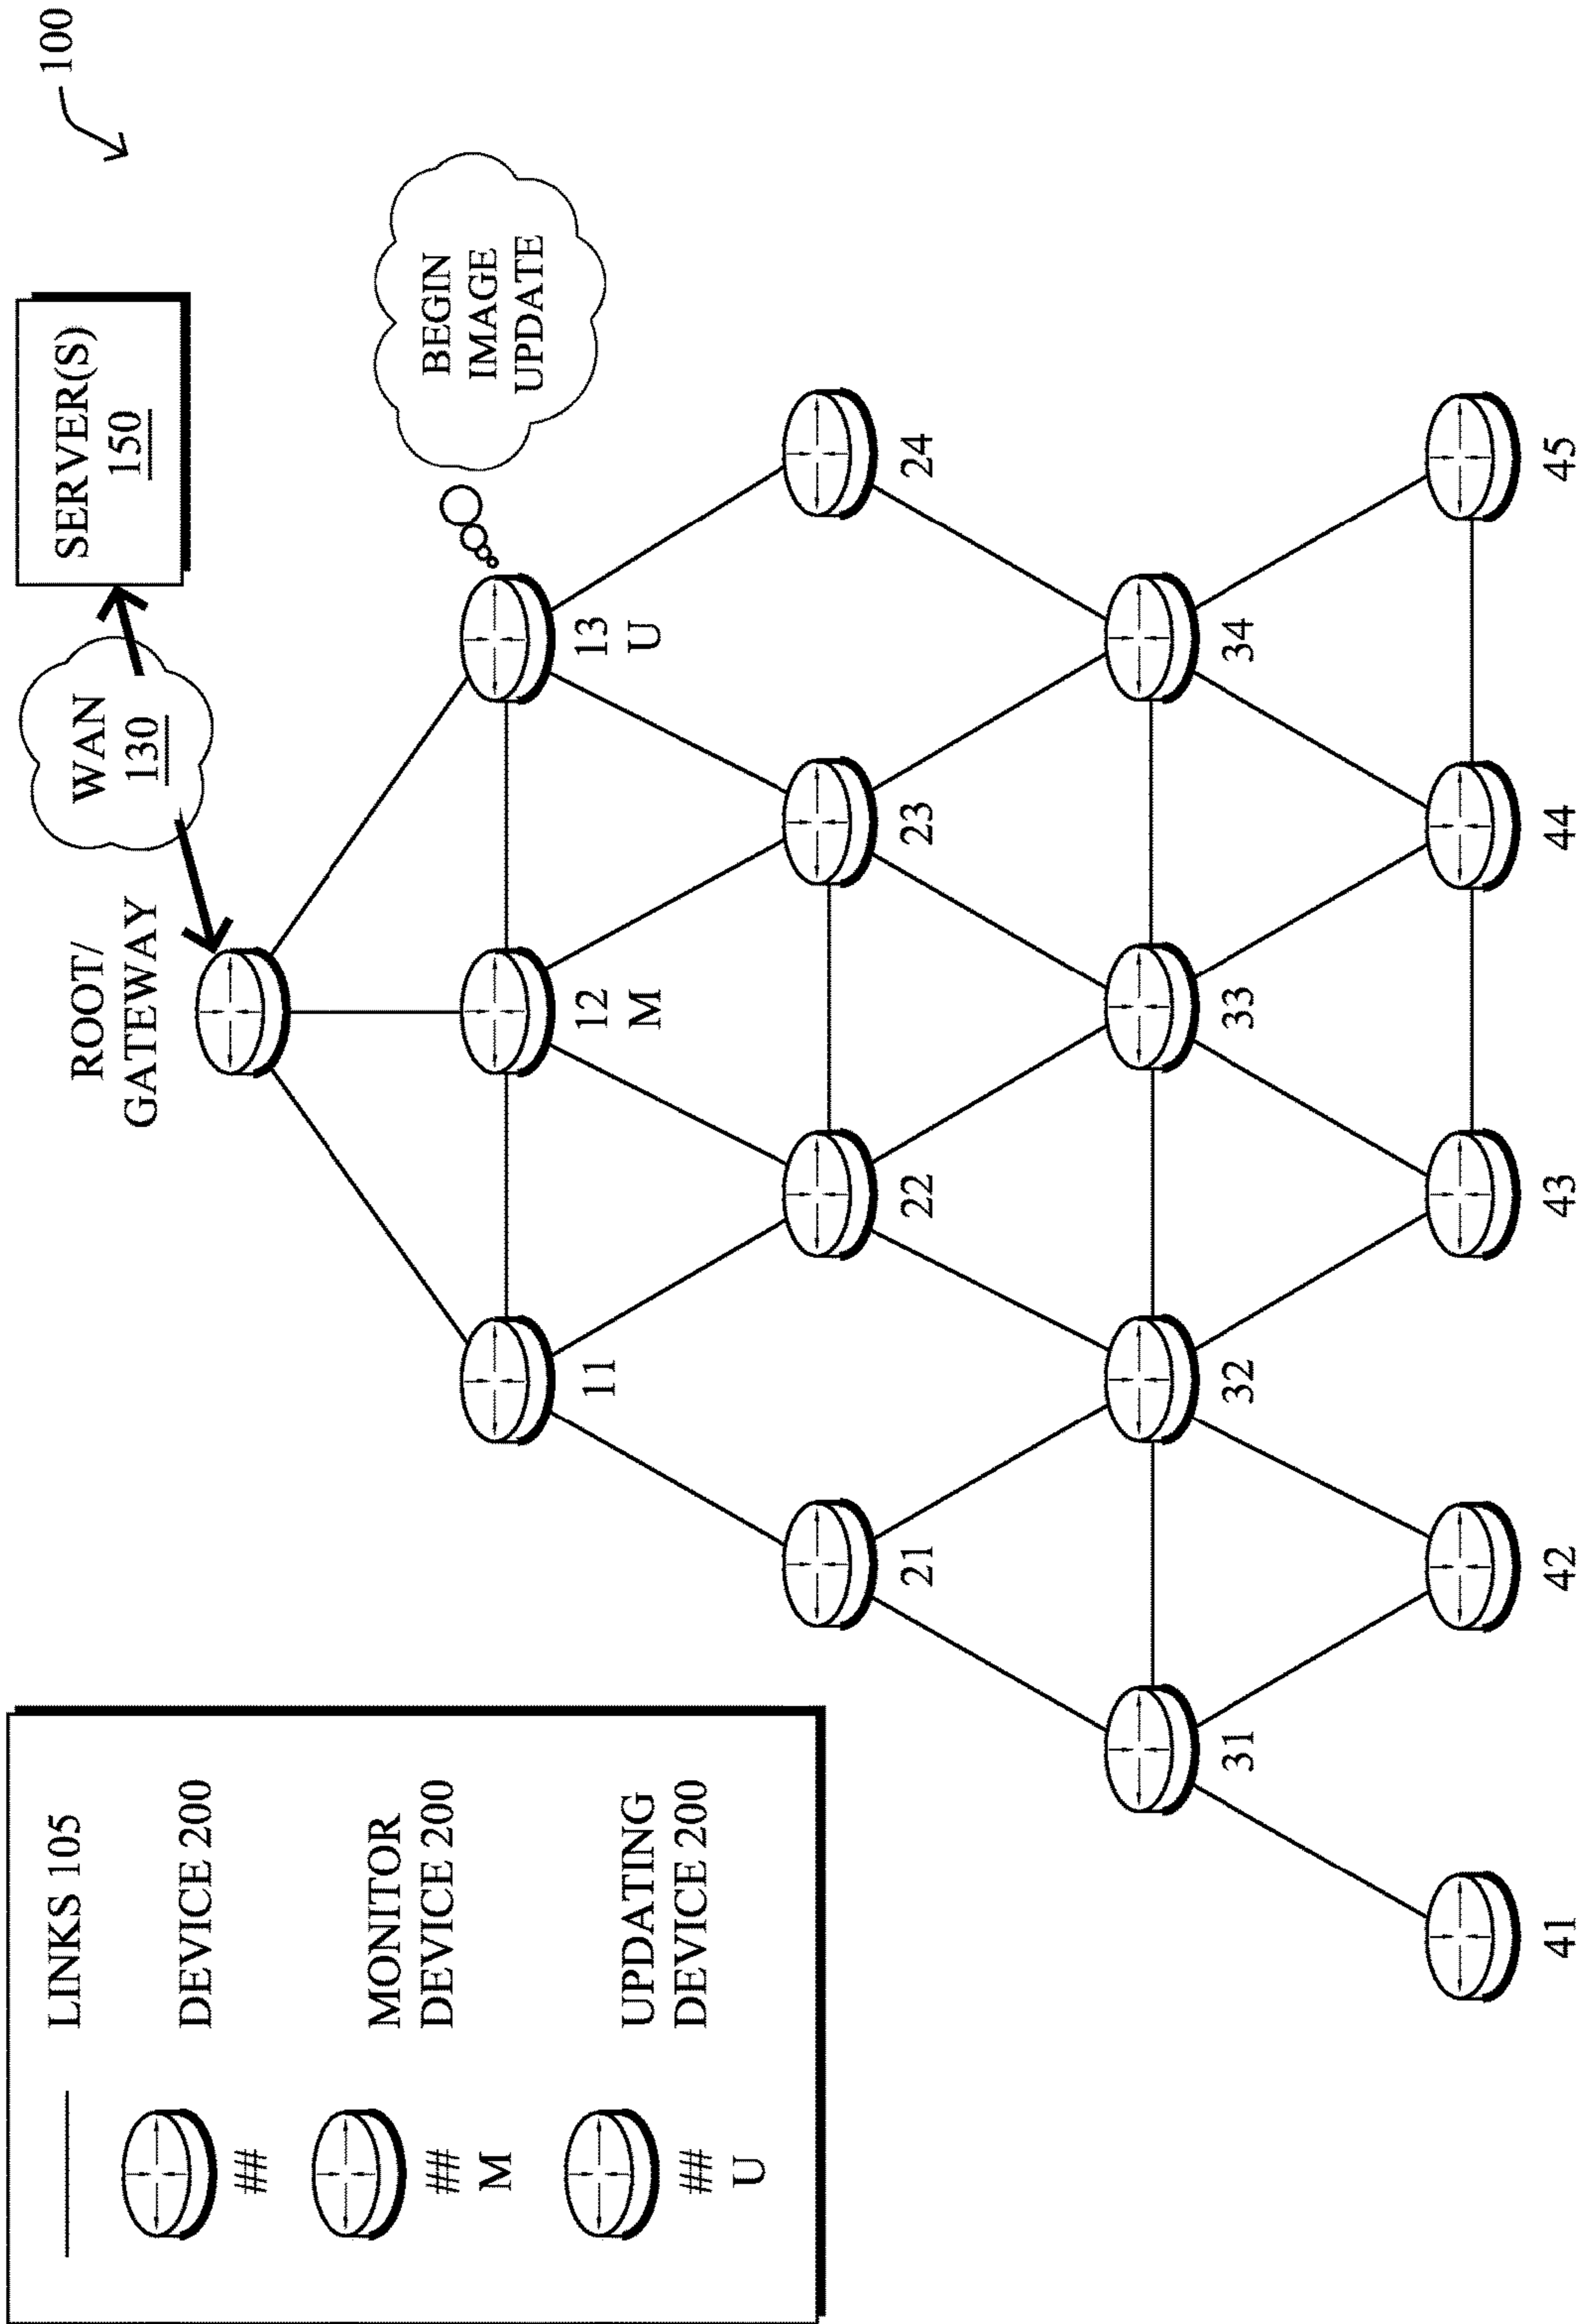 100
SERVER(S)
150
WAN
130
ROOT/
GATEWAY
BEGIN
IMAGE
UPDATE
11
12
M
13
U
21
22
23
24
31
32
33
34
41
42
43
44
45
LINKS 105
##
DEVICE 200
##
M
MONITOR
DEVICE 200
##
U
UPDATING
DEVICE 200